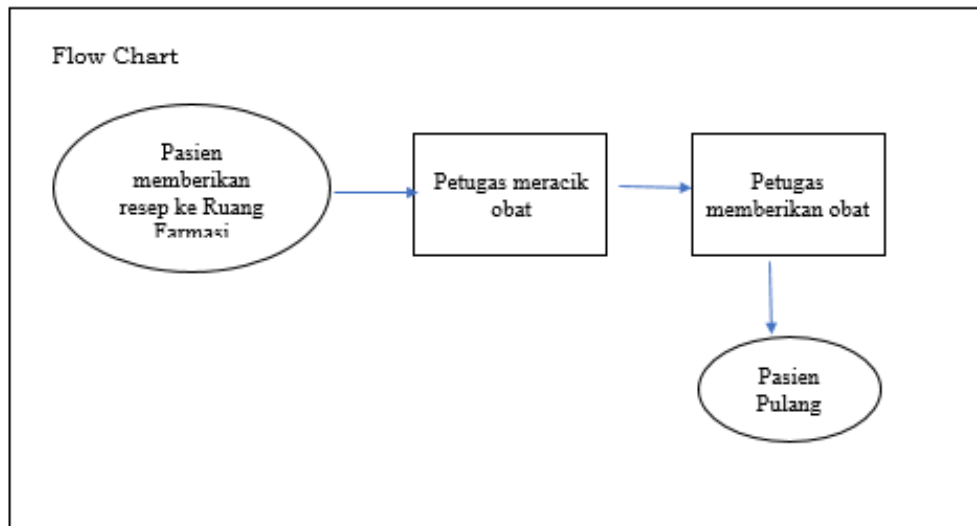 Flow Chart
Pasien
memberikan
resep ke Ruang
Farmasi
Petugas meracik
obat
Petugas
memberikan obat
Pasien
Pulang